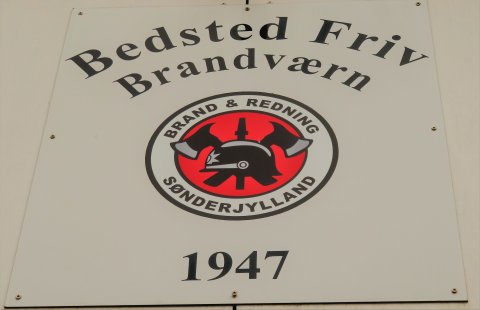 Bedsted Friv
Brandværn
BRAND & REDNING
SØNDERJYLLAND
1947